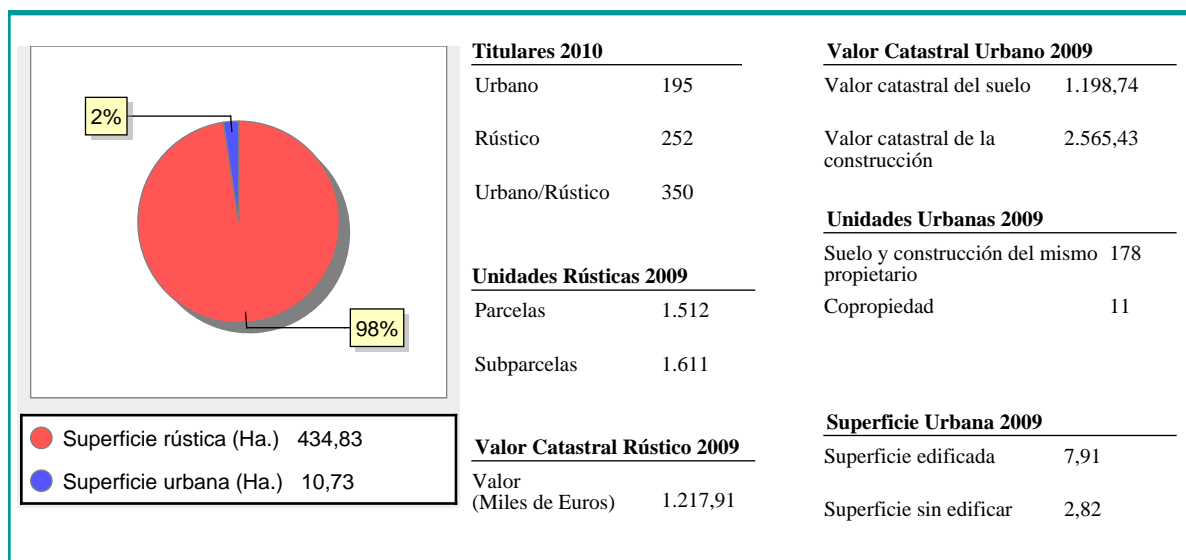 2%
98%
Superficie rústica (Ha.) 434,83
Superficie urbana (Ha.) 10,73
Titulares 2010
Urbano 195
Rústico 252
Urbano/Rústico 350
Unidades Rústicas 2009
Parcelas 1.512
Subparcelas 1.611
Valor Catastral Rústico 2009
Valor
(Miles de Euros) 1.217,91
Valor Catastral Urbano 2009
Valor catastral del suelo 1.198,74
Valor catastral de la 2.565,43
construcción
Unidades Urbanas 2009
Suelo y construcción del mismo 178
propietario
Copropiedad 11
Superficie Urbana 2009
Superficie edificada 7,91
Superficie sin edificar 2,82